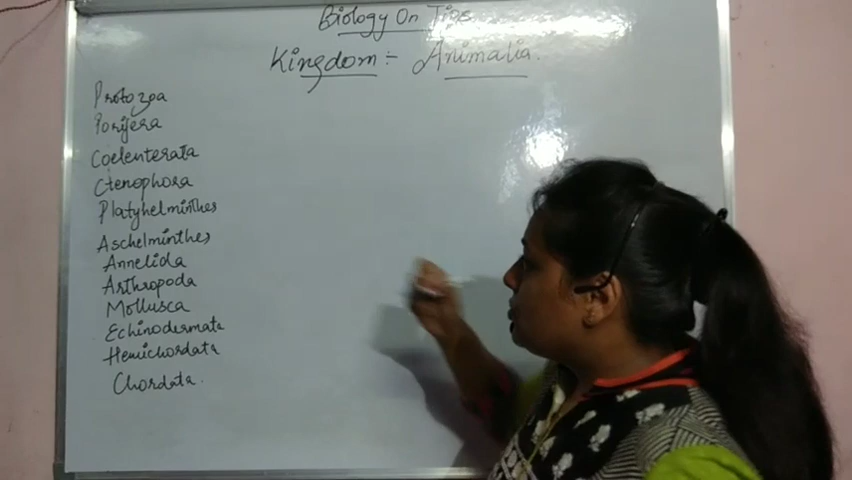 Biology On Tips
Kingdom :- Animalia.
Protozoa
Porifera
Coelenterata
Ctenophora
Platyhelminthes
Aschelminthes
Annelida
Arthropoda
Mollusca
Echinodermata
Hemichordata
Chordata.